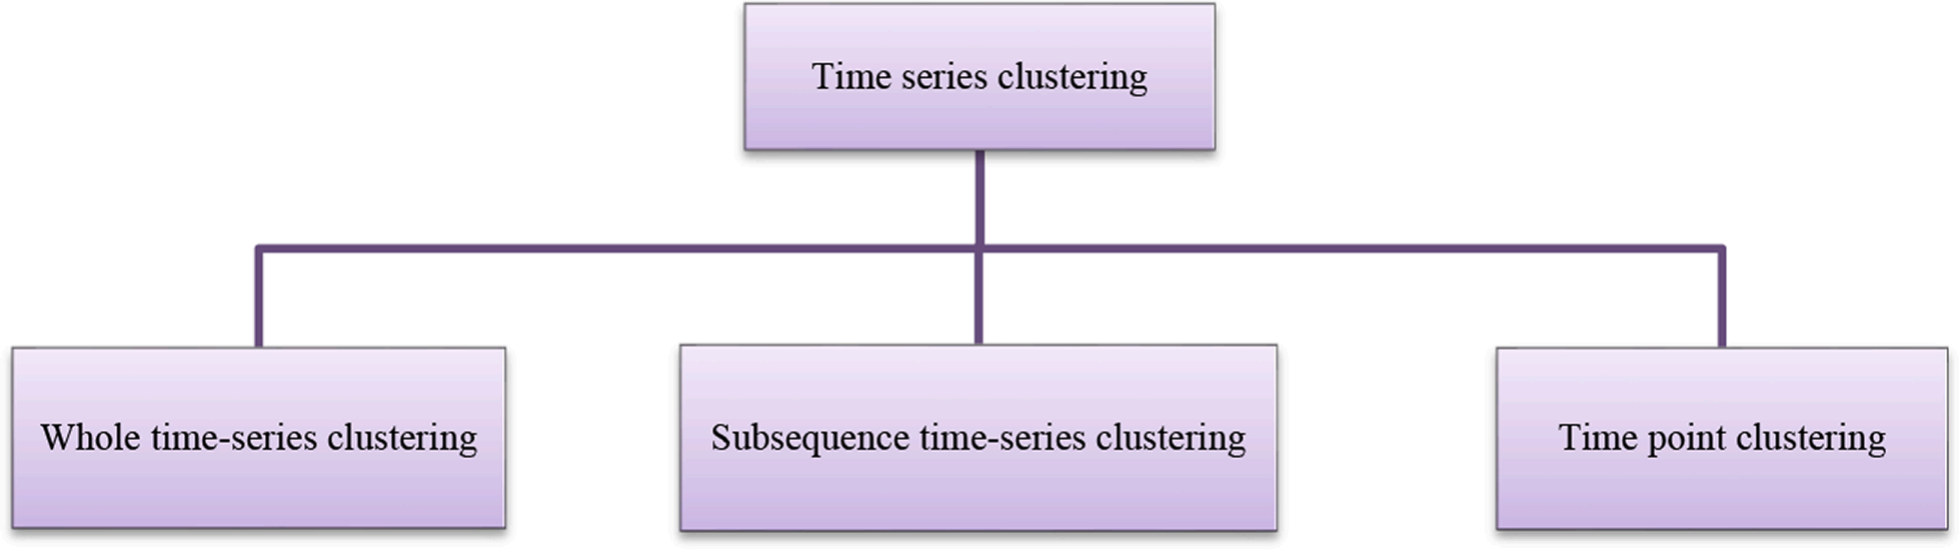 Time series clustering
Whole time-series clustering
Subsequence time-series clustering
Time point clustering